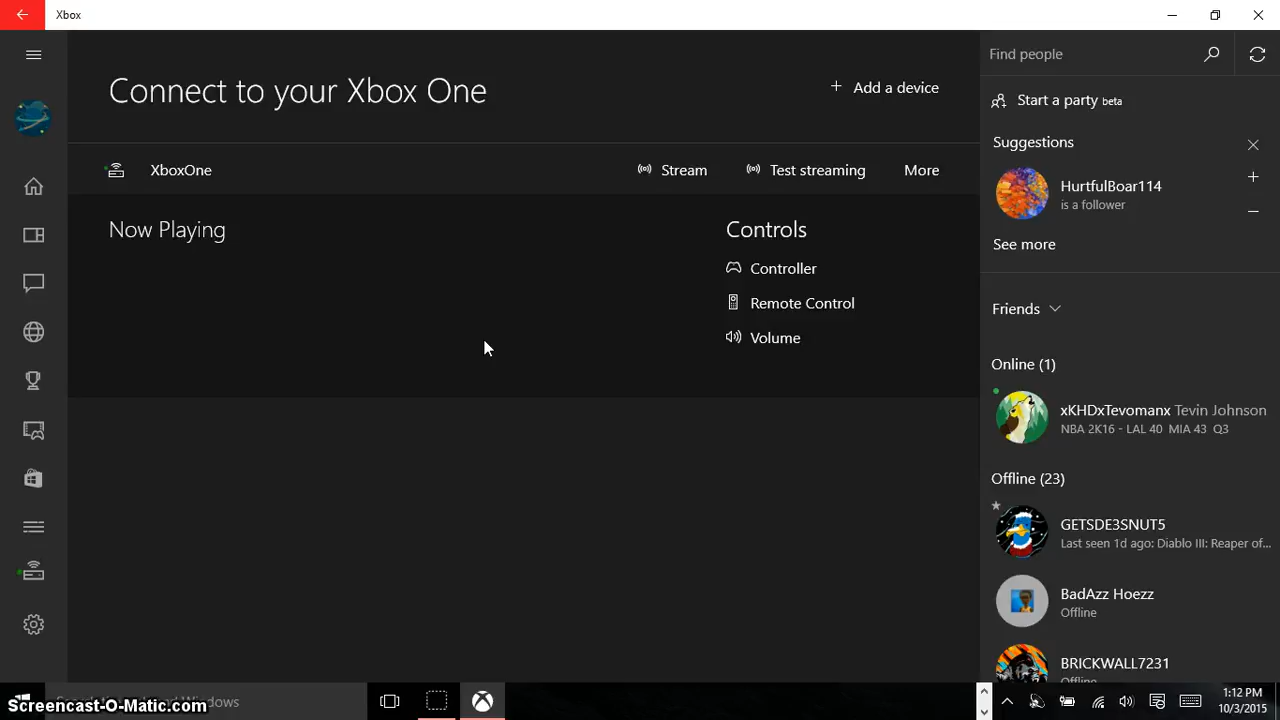 Xbox
Connect to your Xbox One
Add a device
XboxOne
Stream
Test streaming
More
Now Playing
Controls
Controller
Remote Control
Volume
Find people
Start a party beta
Suggestions
HurtfulBoar114
is a follower
See more
Friends
Online (1)
xKHDxTevomanx Tevin Johnson
NBA 2K16 - LAL 40 MIA 43 Q3
Offline (23)
GETSDE3SNUT5
Last seen 1d ago: Diablo III: Reaper of...
BadAzz Hoezz
Offline
BRICKWALL7231
Offline
Windows
Screencast-O-Matic.com
1:12 PM
10/3/2015